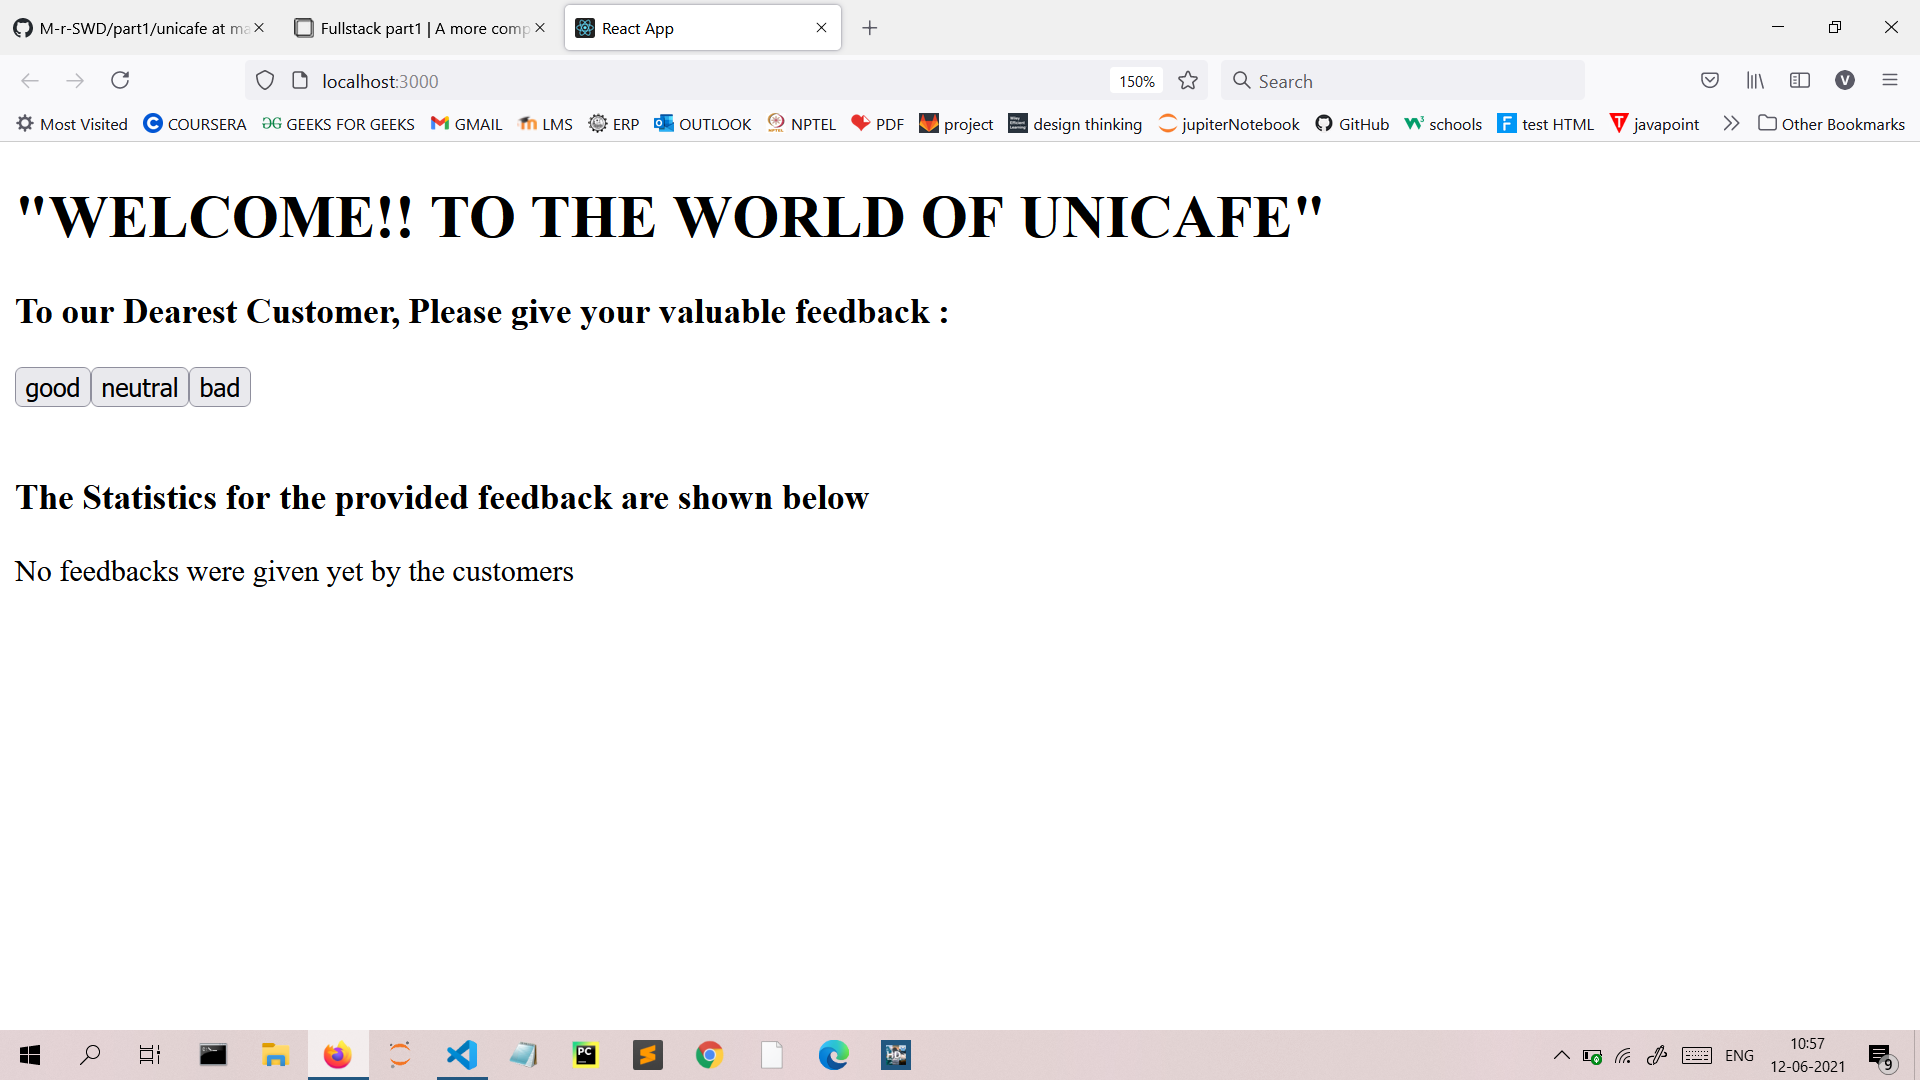 M-r-SWD/part1/unicafe at ma
Fullstack part1 | A more comp
React App
localhost:3000
150%
Search
Most Visited COURSERA GEEKS FOR GEEKS GMAIL LMS ERP OUTLOOK NPTEL PDF project design thinking jupiterNotebook GitHub schools test HTML javapoint Other Bookmarks
"WELCOME!! TO THE WORLD OF UNICAFE"
To our Dearest Customer, Please give your valuable feedback :
good neutral bad
The Statistics for the provided feedback are shown below
No feedbacks were given yet by the customers
ENG
10:57
12-06-2021
9